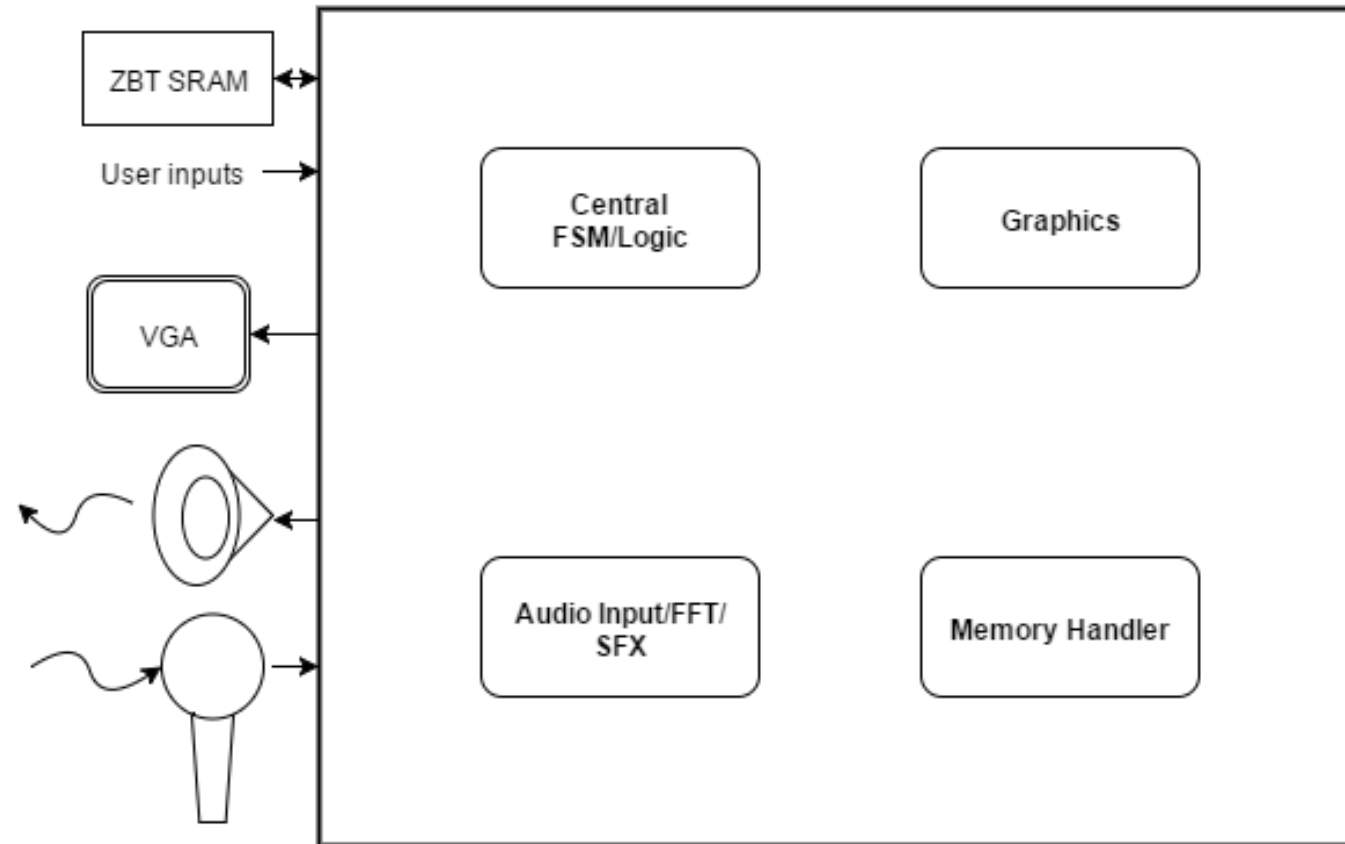 ZBT SRAM
User inputs
VGA
Central
FSM/Logic
Graphics
Audio Input/FFT/
SFX
Memory Handler